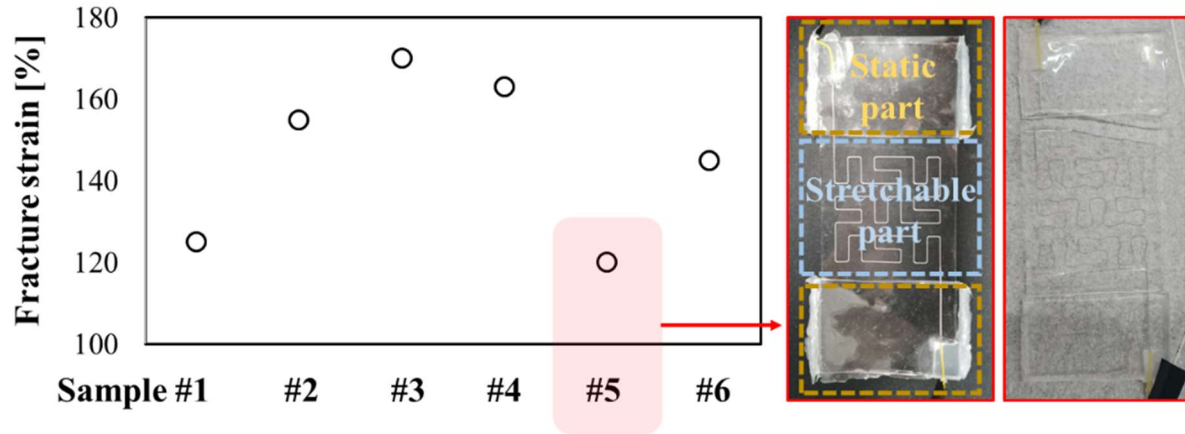 Fracture strain [%]
180
160
140
120
100
Sample #1 #2 #3 #4 #5 #6
Static
part
Stretchable
part